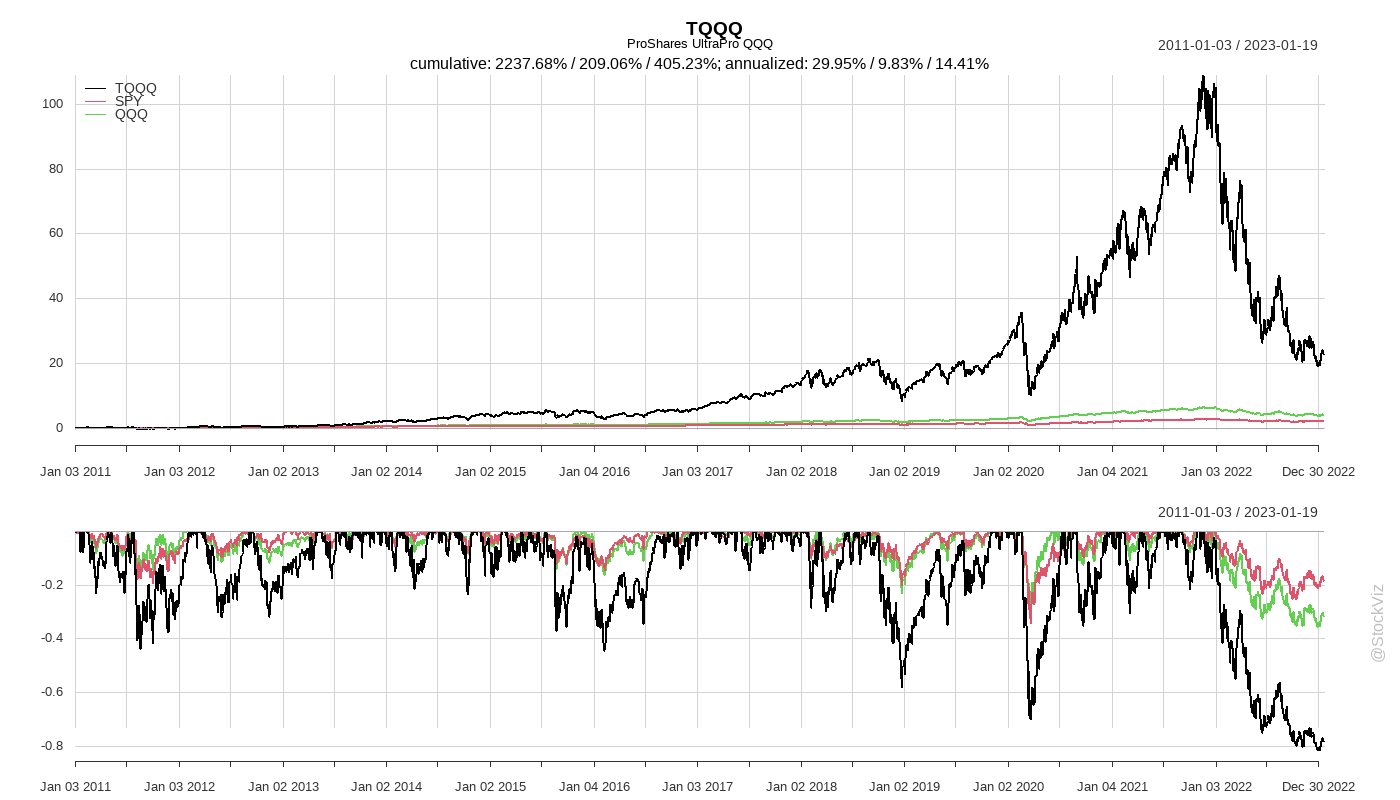 TQQQ
ProShares UltraPro QQQ
2011-01-03 / 2023-01-19
cumulative: 2237.68% / 209.06% / 405.23%; annualized: 29.95% / 9.83% / 14.41%
TQQQ
SPY
QQQ
100
80
60
40
20
0
Jan 03 2011 Jan 03 2012 Jan 02 2013 Jan 02 2014 Jan 02 2015 Jan 04 2016 Jan 03 2017 Jan 02 2018 Jan 02 2019 Jan 02 2020 Jan 04 2021 Jan 03 2022 Dec 30 2022
2011-01-03 / 2023-01-19
-0.2
-0.4
-0.6
-0.8
Jan 03 2011 Jan 03 2012 Jan 02 2013 Jan 02 2014 Jan 02 2015 Jan 04 2016 Jan 03 2017 Jan 02 2018 Jan 02 2019 Jan 02 2020 Jan 04 2021 Jan 03 2022 Dec 30 2022
@StockViz